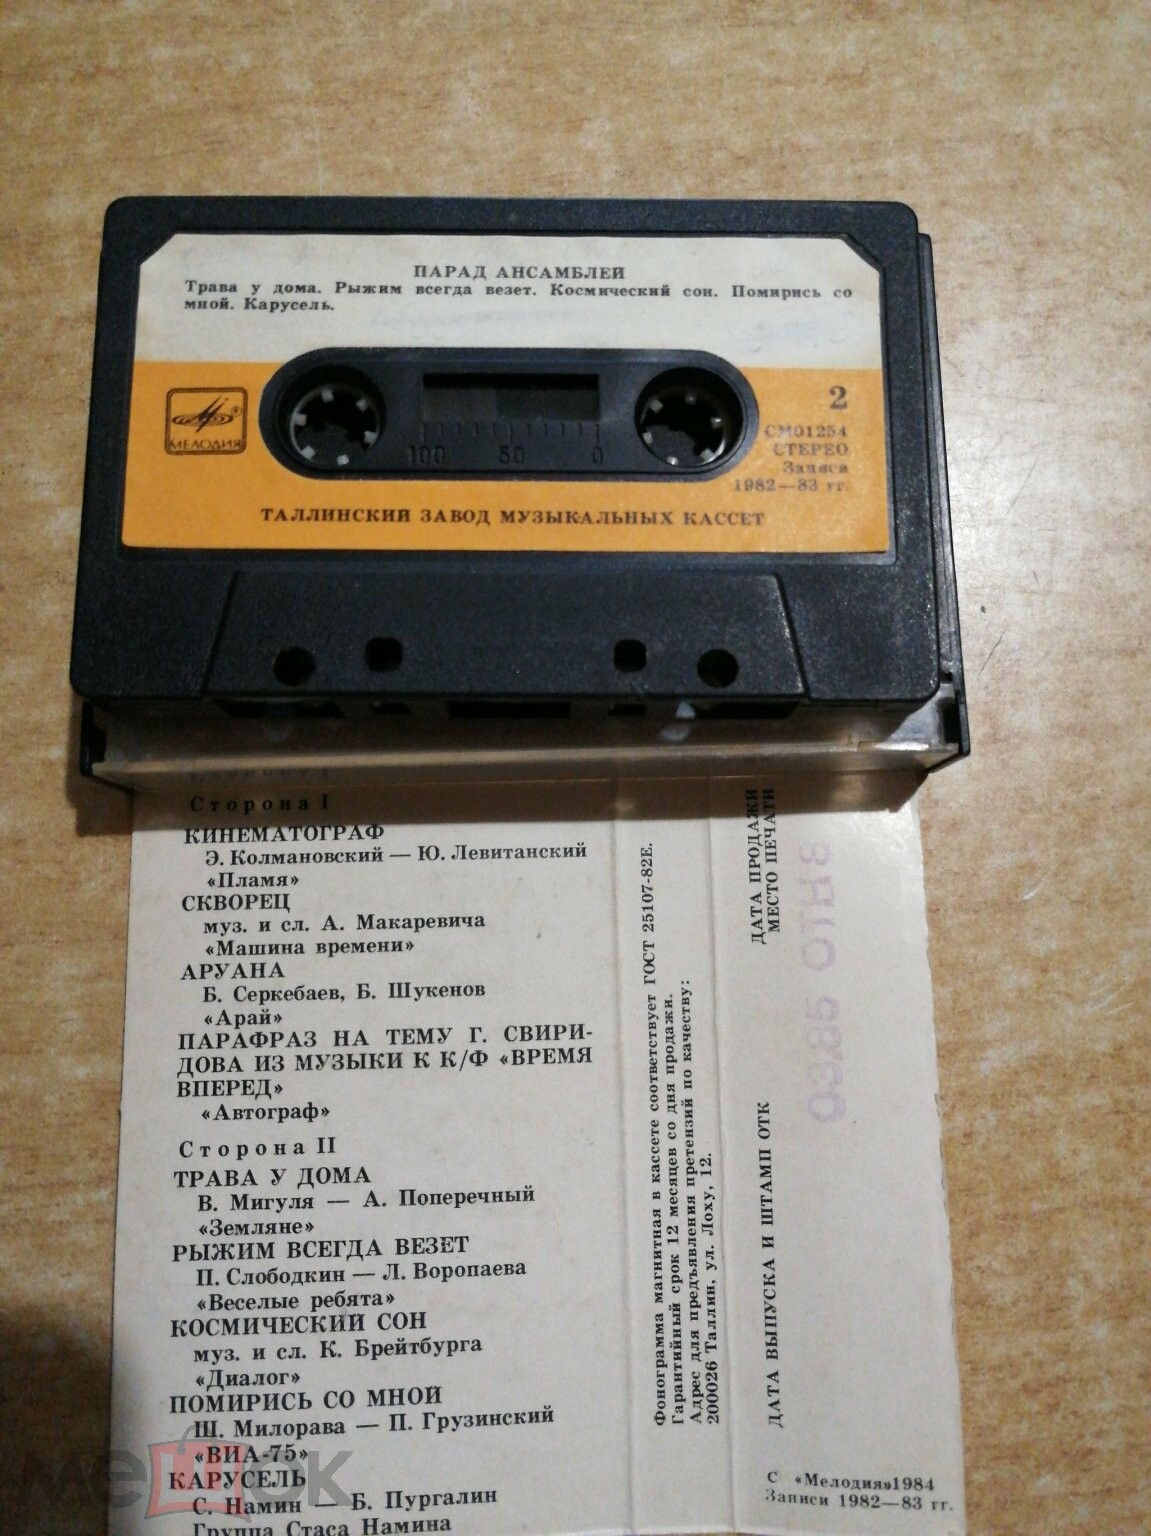 ПАРАД АНСАМБЛЕЙ
Трава у дома. Рыжим всегда везет. Космический сон. Помирись со
мной. Карусель.
МЕЛОДИЯ
100 50 0
2
СМ01254
СТЕРЕО
Записи
1982—83 гг.
ТАЛЛИНСКИЙ ЗАВОД МУЗЫКАЛЬНЫХ КАССЕТ
Сторона I
КИНЕМАТОГРАФ
Э. Колмановский — Ю. Левитанский
«Пламя»
СКВОРЕЦ
муз. и сл. А. Макаревича
«Машина времени»
АРУАНА
Б. Серкебаев, Б. Шукенов
«Арай»
ПАРАФРАЗ НА ТЕМУ Г. СВИРИ-
ДОВА ИЗ МУЗЫКИ К К/Ф «ВРЕМЯ
ВПЕРЕД»
«Автограф»
Сторона II
ТРАВА У ДОМА
В. Мигуля — А. Поперечный
«Земляне»
РЫЖИМ ВСЕГДА ВЕЗЕТ
П. Слободкин — Л. Воропаева
«Веселые ребята»
КОСМИЧЕСКИЙ СОН
муз. и сл. К. Брейтбурга
«Диалог»
ПОМИРИСЬ СО МНОЙ
Ш. Милорава — П. Грузинский
«ВИА-75»
КАРУСЕЛЬ
С. Намин — Б. Пургалин
Группа Стаса Намина
Фонограмма магнитная в кассете соответствует ГОСТ 25107-82Е.
Гарантийный срок 12 месяцев со дня продажи.
Адрес для предъявления претензий по качеству:
200026 Таллин, ул. Лоху, 12.
ДАТА ПРОДАЖИ
МЕСТО ПЕЧАТИ
ДАТА ВЫПУСКА И ШТАМП ОТК
С «Мелодия»1984
Записи 1982—83 гг.
мешок